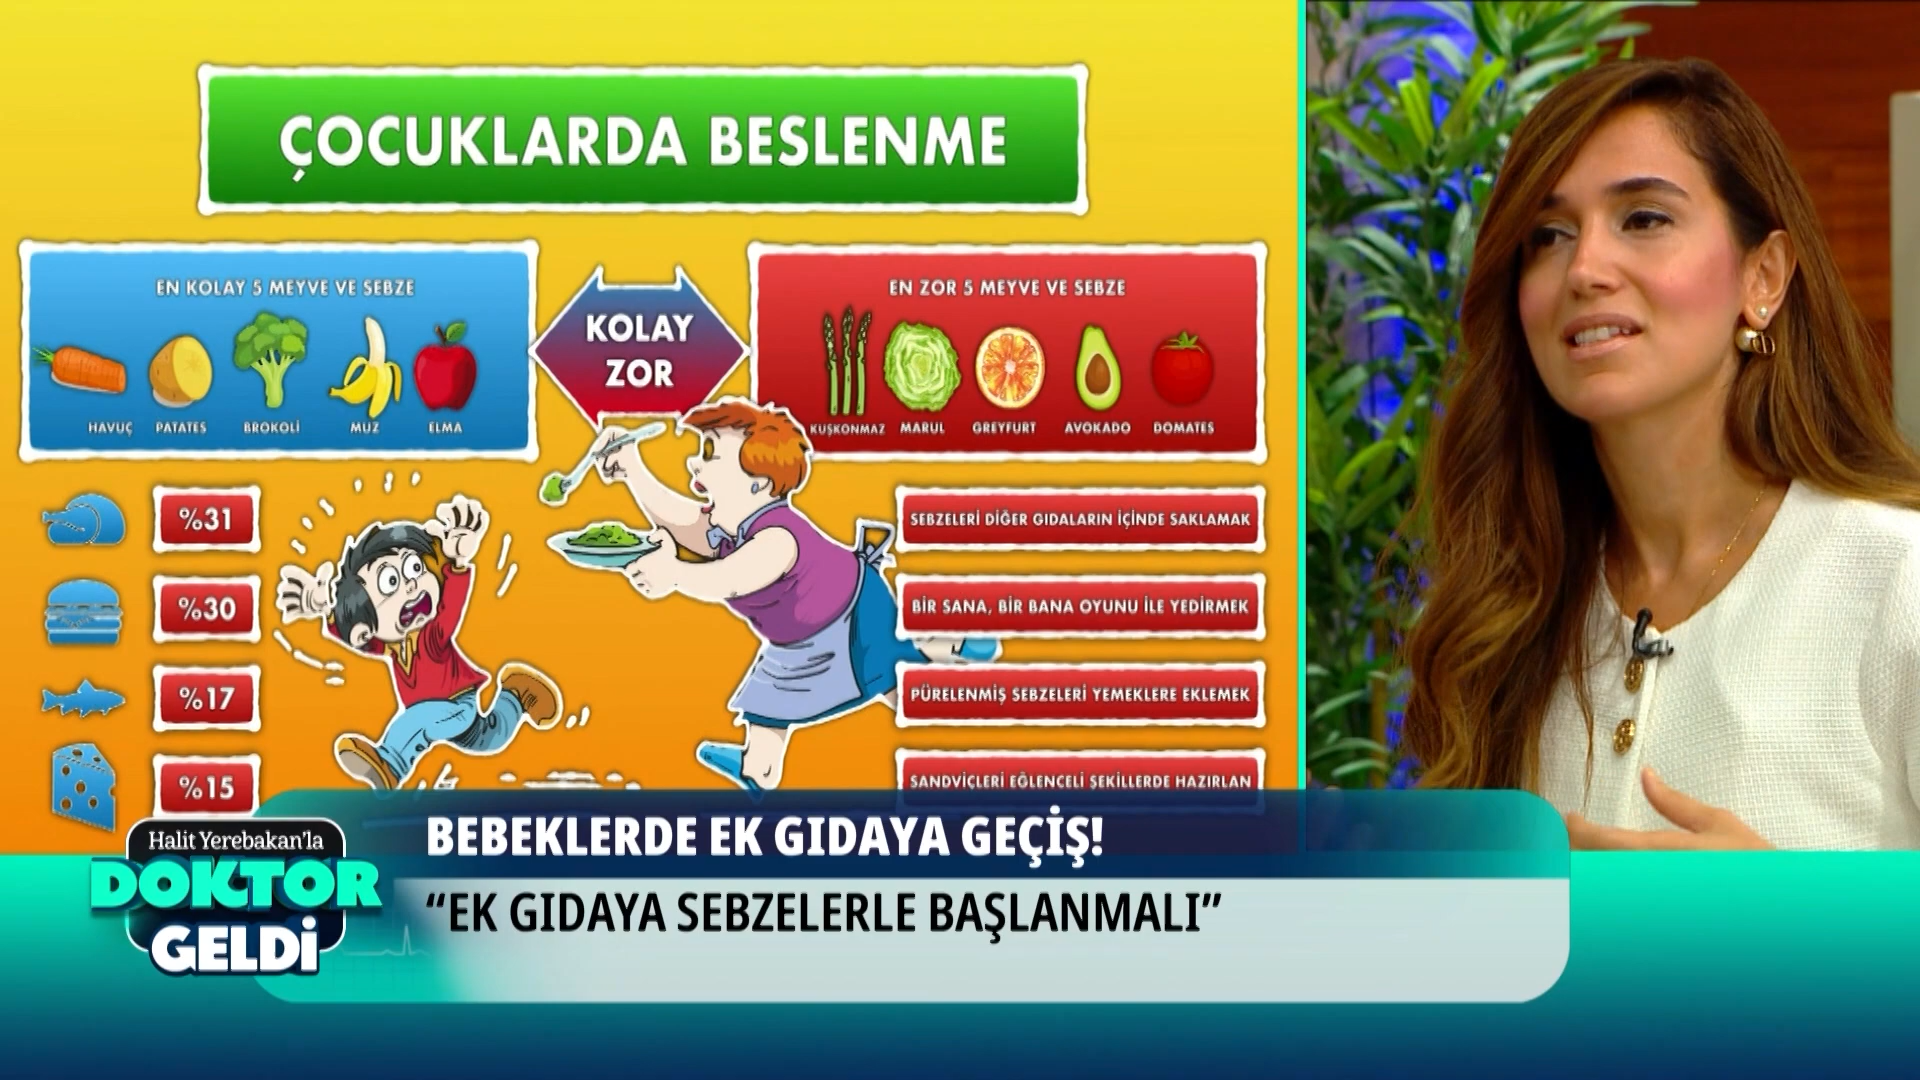 ÇOCUKLARDA BESLENME
EN KOLAY 5 MEYVE VE SEBZE
HAVUÇ PATATES BROKOLİ MUZ ELMA
KOLAY
ZOR
EN ZOR 5 MEYVE VE SEBZE
KUŞKONMAZ MARUL GREYFURT AVOKADO DOMATES
%31
%30
%17
%15
SEBZELERİ DİĞER GIDALARIN İÇİNDE SAKLAMAK
BİR SANA, BİR BANA OYUNU İLE YEDİRMEK
PÜRELENMİŞ SEBZELERİ YEMEKLERE EKLEMEK
SANDVİÇLERİ EĞLENCELİ ŞEKİLLERDE HAZIRLAN
Halit Yerebakan'la
DOKTOR
GELDİ
BEBEKLERDE EK GIDAYA GEÇİŞ!
“EK GIDAYA SEBZELERLE BAŞLANMALI”